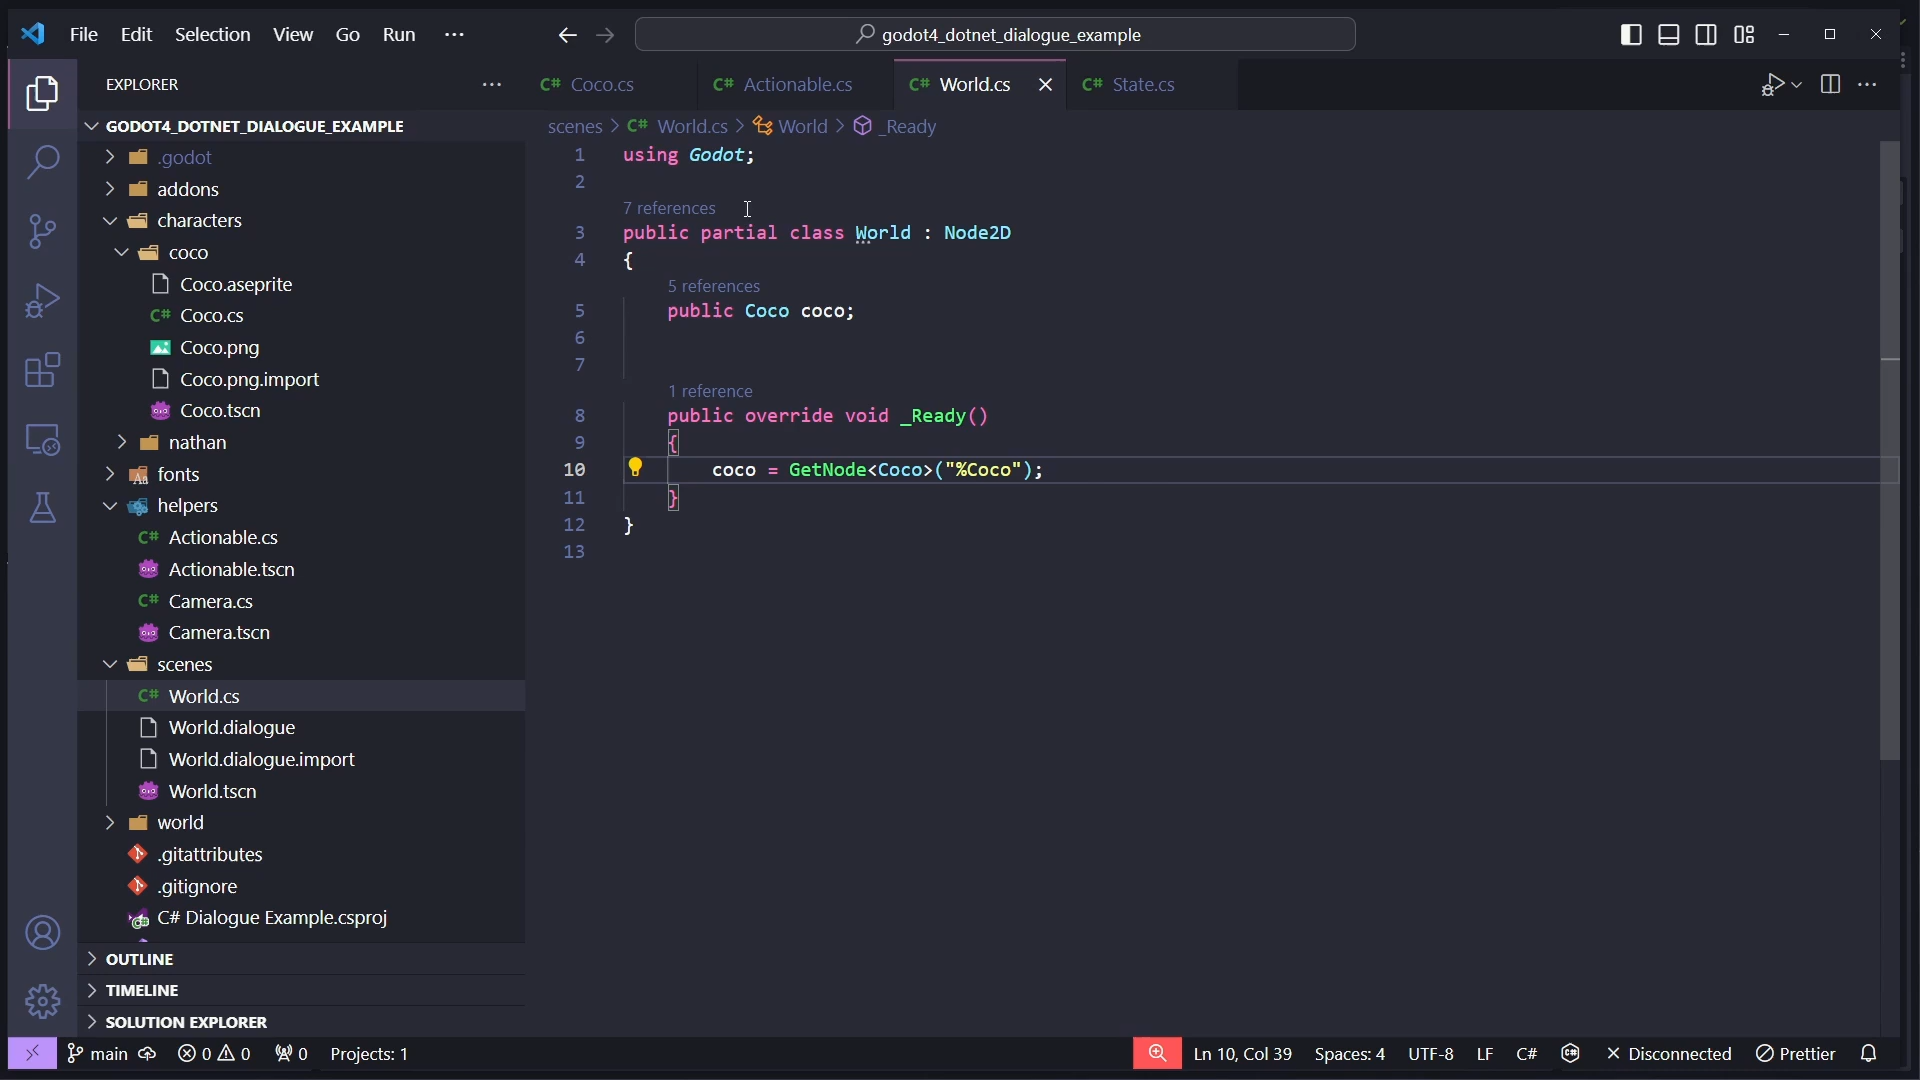 File Edit Selection View Go Run ···
godot4_dotnet_dialogue_example
EXPLORER
GODOT4_DOTNET_DIALOGUE_EXAMPLE
.godot
addons
characters
coco
Coco.aseprite
C# Coco.cs
Coco.png
Coco.png.import
Coco.tscn
nathan
fonts
helpers
C# Actionable.cs
Actionable.tscn
C# Camera.cs
Camera.tscn
scenes
C# World.cs
World.dialogue
World.dialogue.import
World.tscn
world
.gitattributes
.gitignore
C# Dialogue Example.csproj
OUTLINE
TIMELINE
SOLUTION EXPLORER
C# Coco.cs C# Actionable.cs C# World.cs C# State.cs
scenes > C# World.cs > World > _Ready
1 using Godot;
2
7 references
3 public partial class World : Node2D
4 {
5 references
5 public Coco coco;
6
7
1 reference
8 public override void _Ready()
9 {
10 coco = GetNode<Coco>("%Coco");
11 }
12 }
13
main 0 0 0 Projects: 1 Ln 10, Col 39 Spaces: 4 UTF-8 LF C# Disconnected Prettier